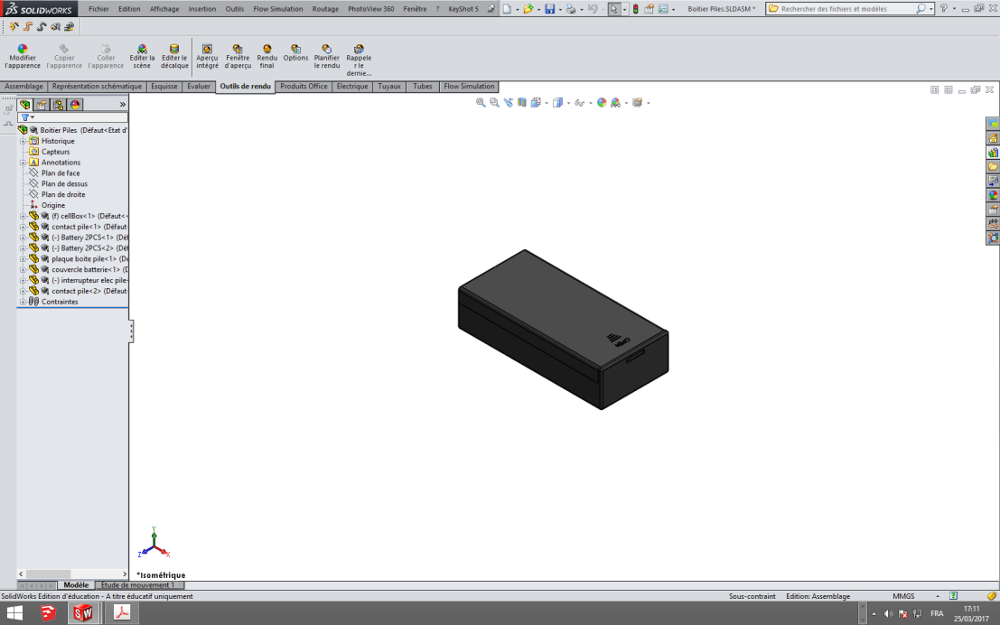 SOLIDWORKS Fichier Edition Affichage Insertion Outils Flow Simulation Routage PhotoView 360 Fenêtre ? KeyShot 5 Boitier Piles.SLDASM * Rechercher des fichiers et modèles
Modifier l'apparence
Copier l'apparence
Coller l'apparence
Editer la scène
Editer le décalque
Aperçu intégré
Fenêtre d'aperçu
Rendu final
Options
Planifier le rendu
Rappele r le dernie...
Assemblage Représentation schématique Esquisse Evaluer Outils de rendu Produits Office Electrique Tuyaux Tubes Flow Simulation
Boitier Piles (Défaut<Etat d'
Historique
Capteurs
Annotations
Plan de face
Plan de dessus
Plan de droite
Origine
(f) cellBox<1> (Défaut<
contact pile<1> (Défaut
(-) Battery 2PCS<1> (Dé
(-) Battery 2PCS<2> (Dé
plaque boite pile<1> (D
couvercle batterie<1> (
(-) interrupteur elec pile
contact pile<2> (Défaut
Contraintes
OPEN
Y
Z X
*Isométrique
Modèle Etude de mouvement 1
SolidWorks Edition d'éducation - A titre éducatif uniquement Sous-contraint Edition: Assemblage MMGS
FRA 17:11
25/03/2017